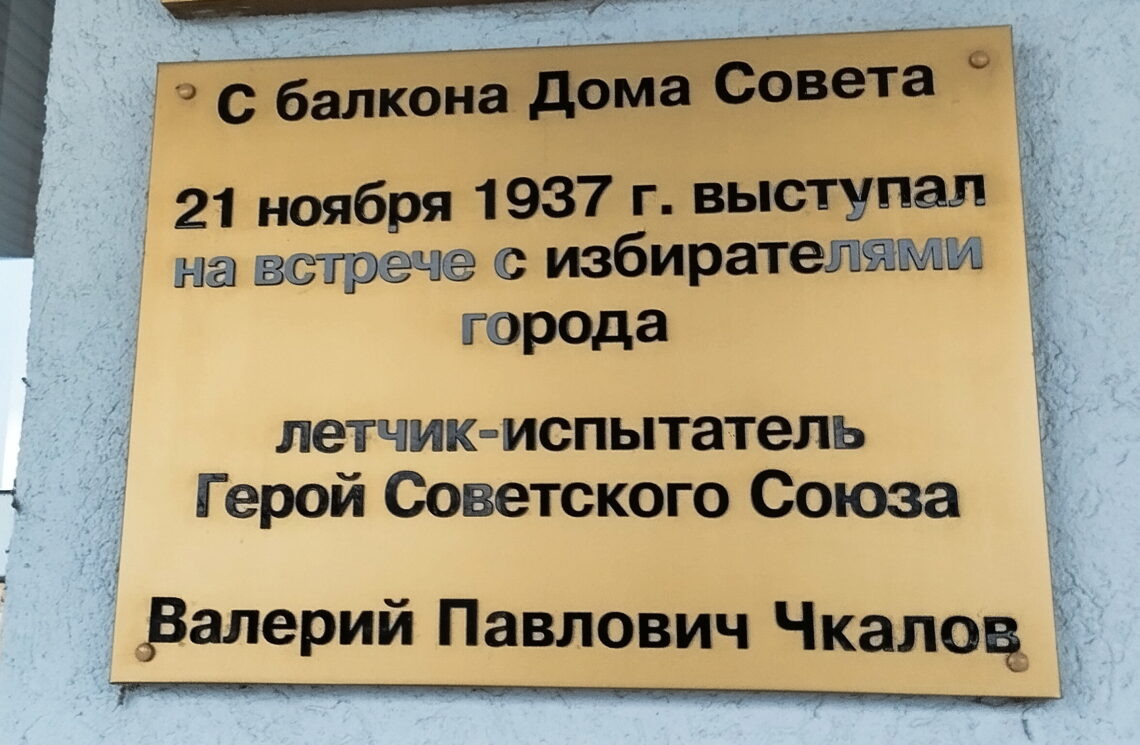 С балкона Дома Совета
21 ноября 1937 г. выступал
на встрече с избирателями
города
летчик-испытатель
Герой Советского Союза
Валерий Павлович Чкалов